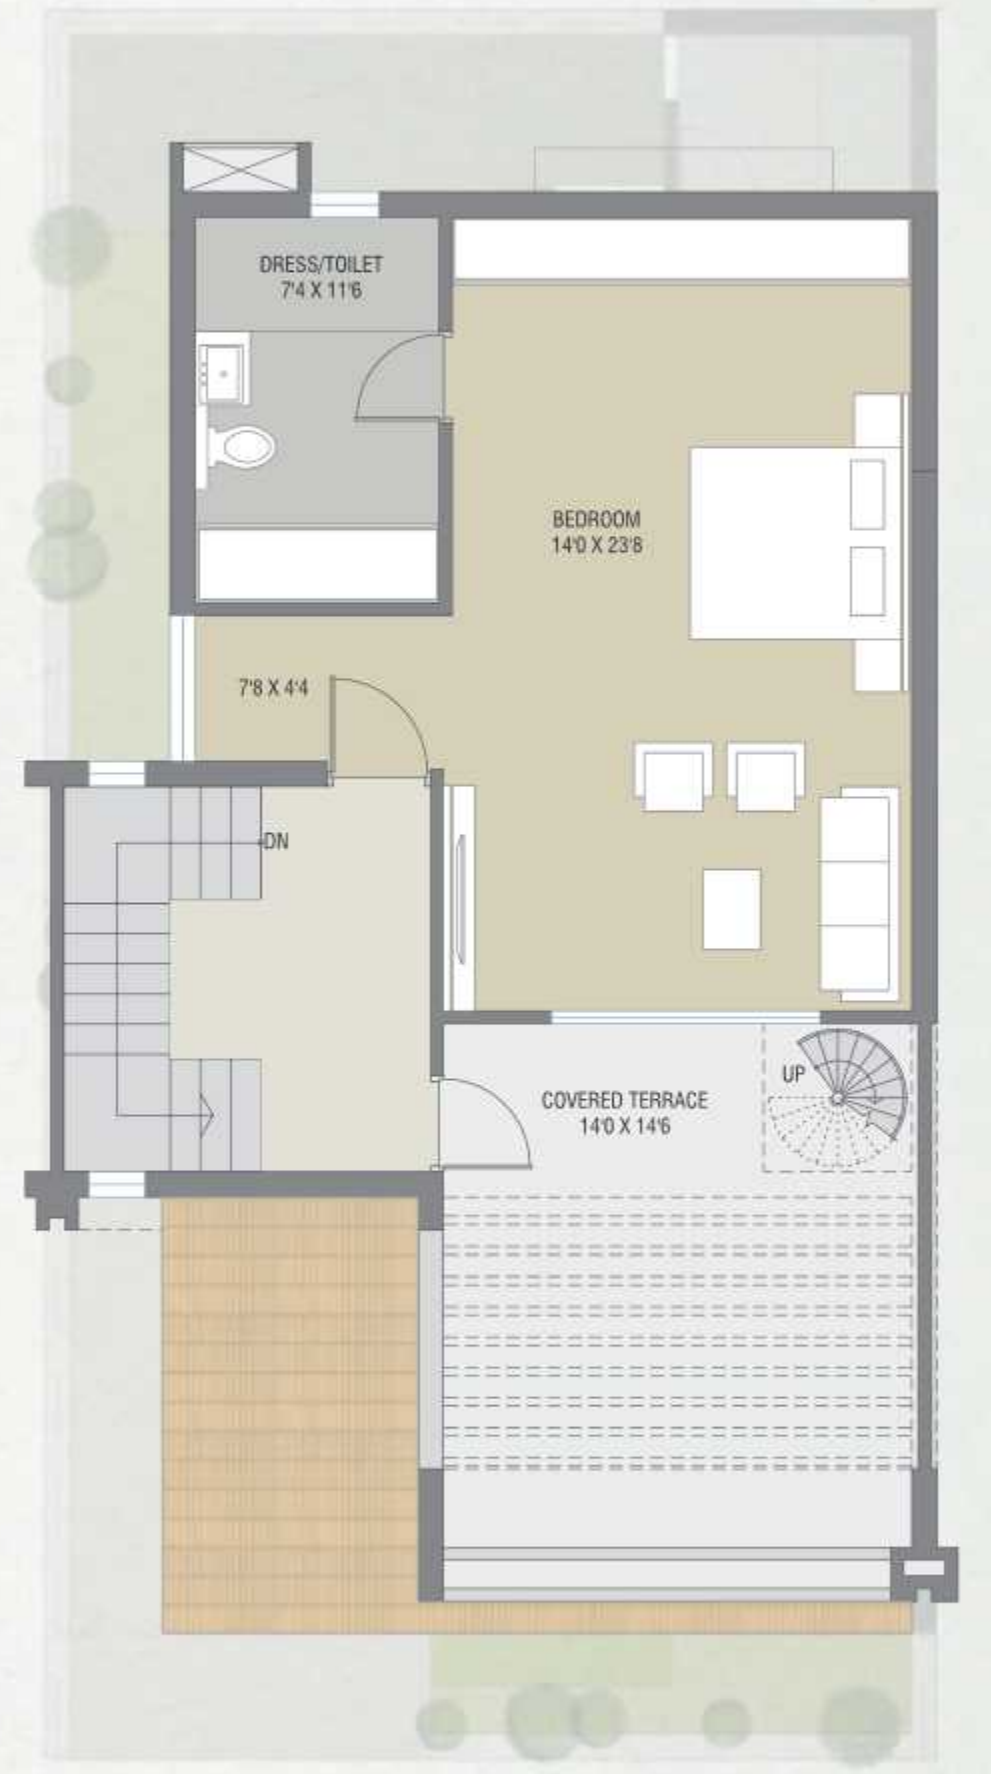 DRESS/TOILET
7'4 X 11'6
BEDROOM
14'0 X 23'8
7'8 X 4'4
DN
UP
COVERED TERRACE
14'0 X 14'6